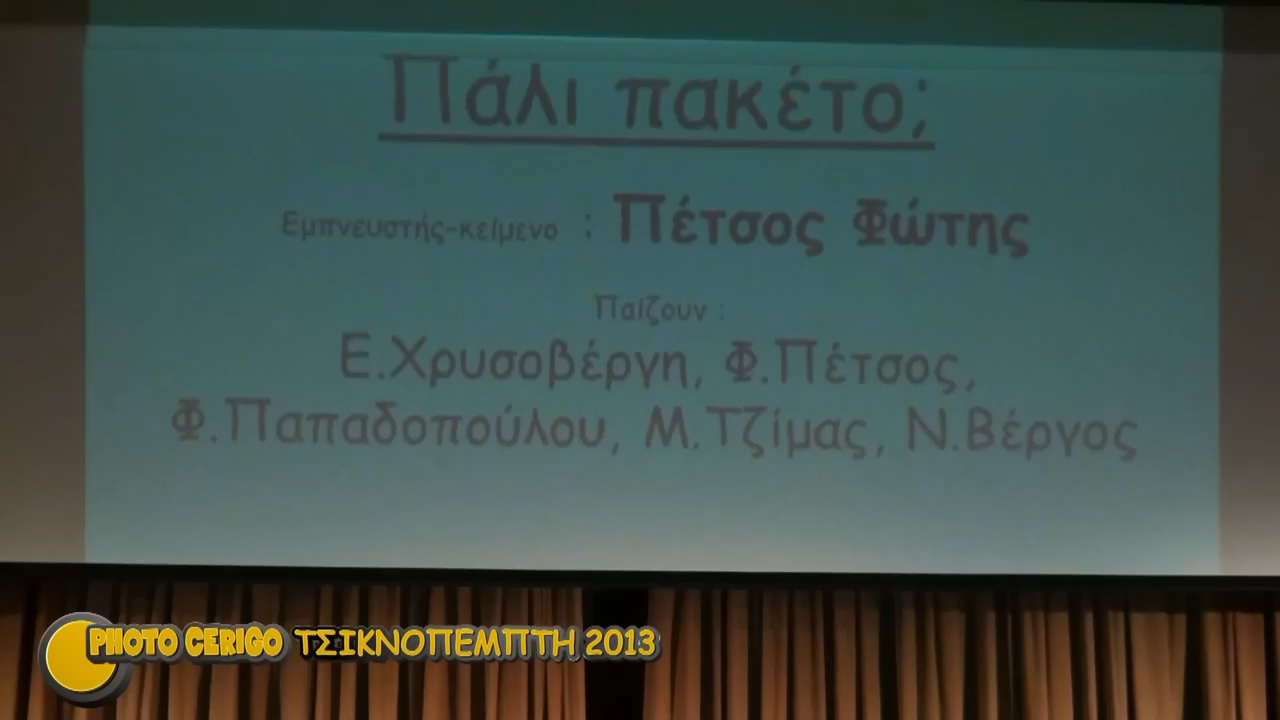 Πάλι πακέτο;
Εμπνευστής-κείμενο : Πέτσος Φώτης
Παίζουν :
Ε.Χρυσοβέργη, Φ.Πέτσος,
Φ.Παπαδοπούλου, Μ.Τζίμας, Ν.Βέργος
PHOTO CERIGO ΤΣΙΚΝΟΠΕΜΠΤΗ 2013